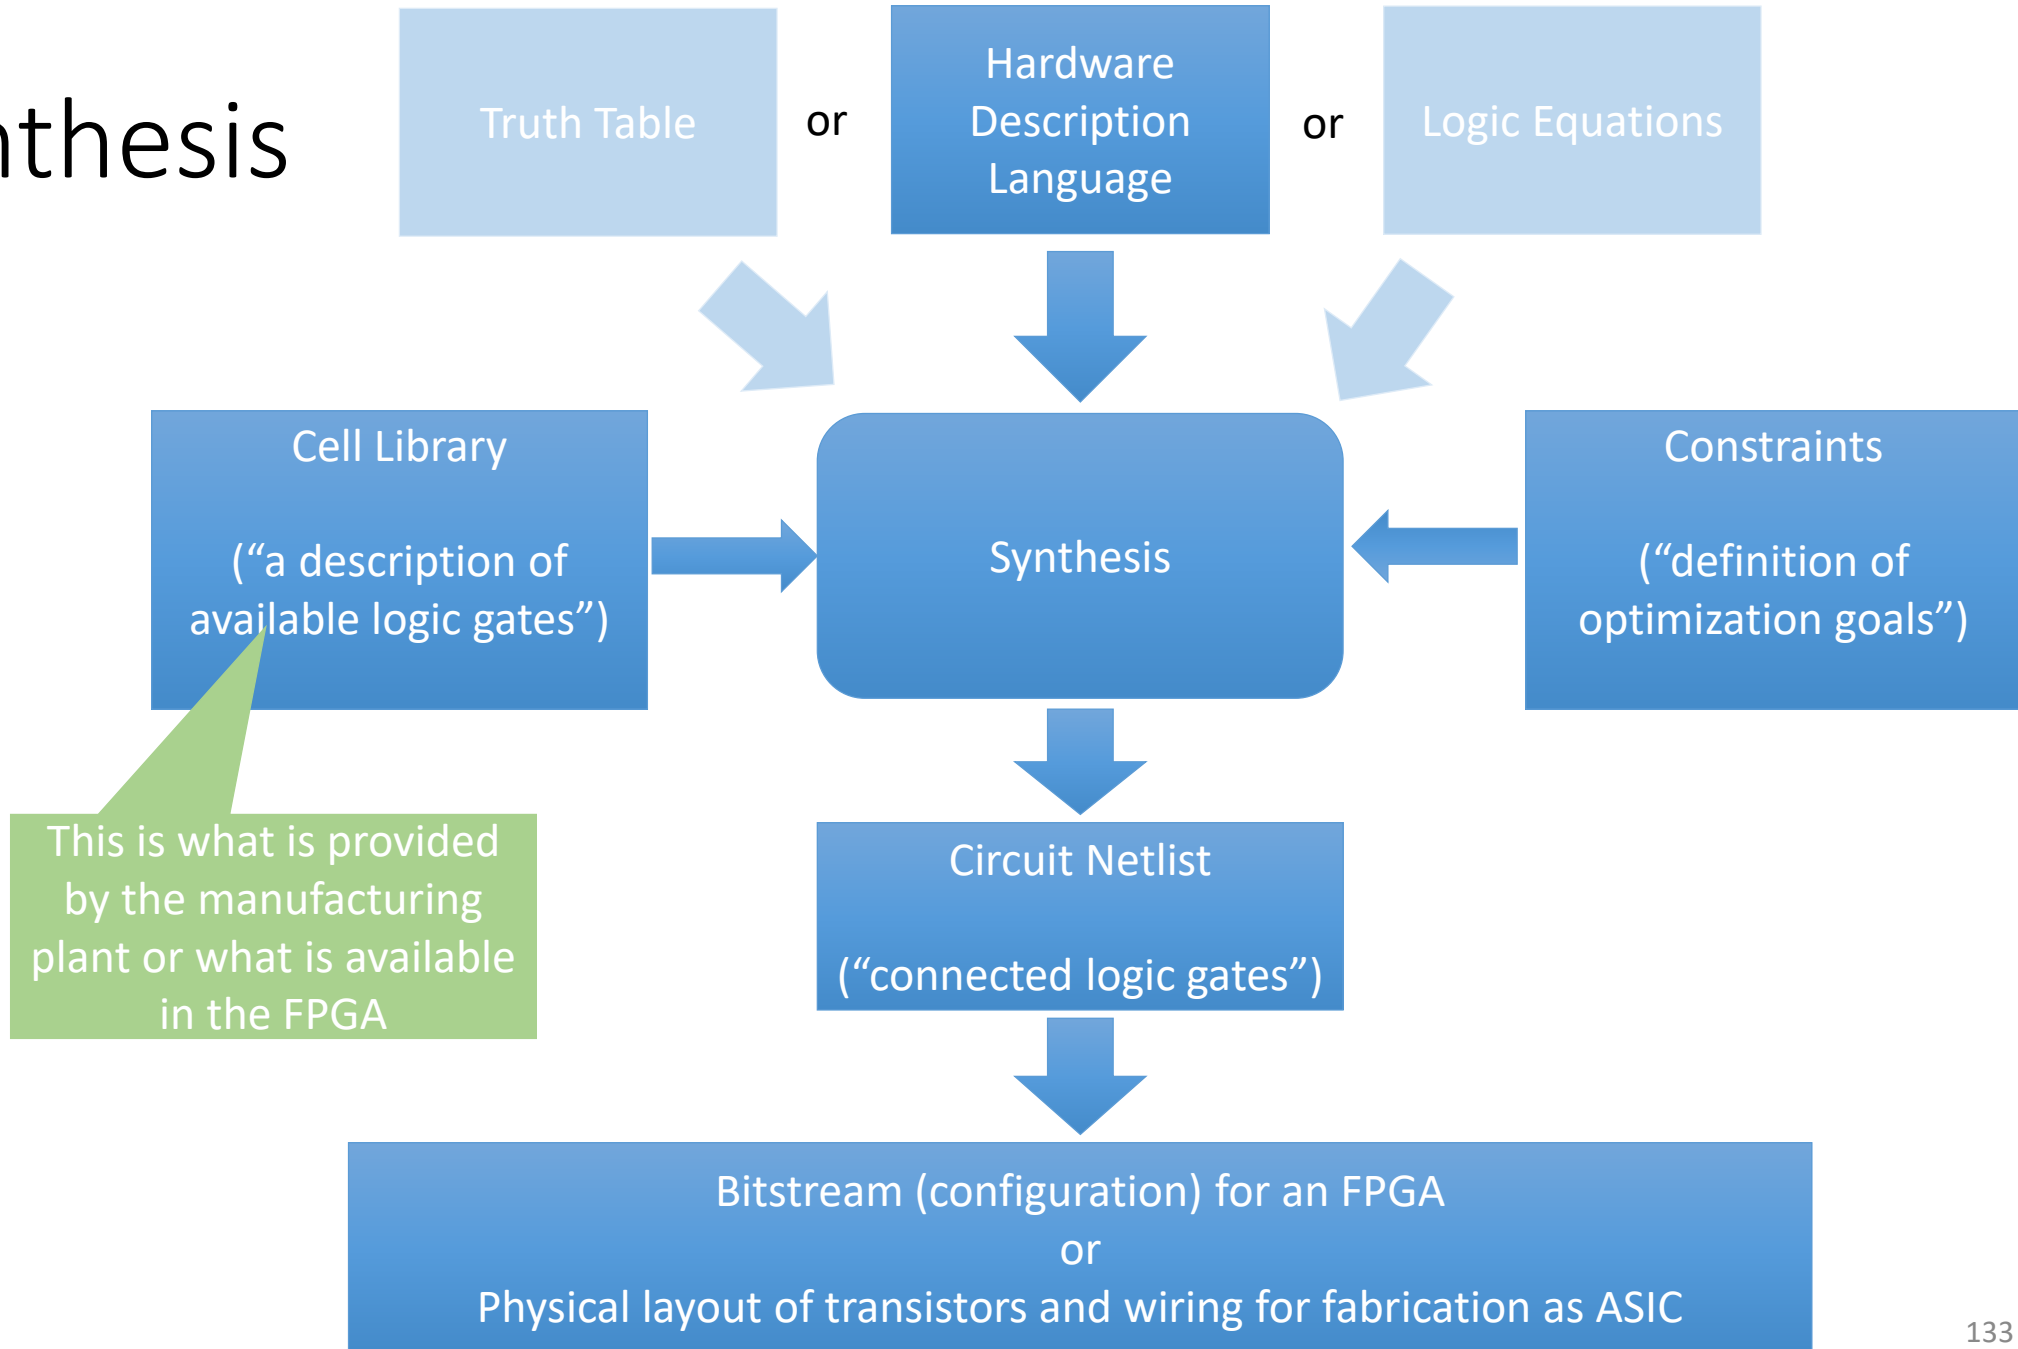 nthesis
Truth Table
or
Hardware
Description
Language
or
Logic Equations
Cell Library
(“a description of
available logic gates”)
Synthesis
Constraints
(“definition of
optimization goals”)
This is what is provided
by the manufacturing
plant or what is available
in the FPGA
Circuit Netlist
(“connected logic gates”)
Bitstream (configuration) for an FPGA
or
Physical layout of transistors and wiring for fabrication as ASIC
133